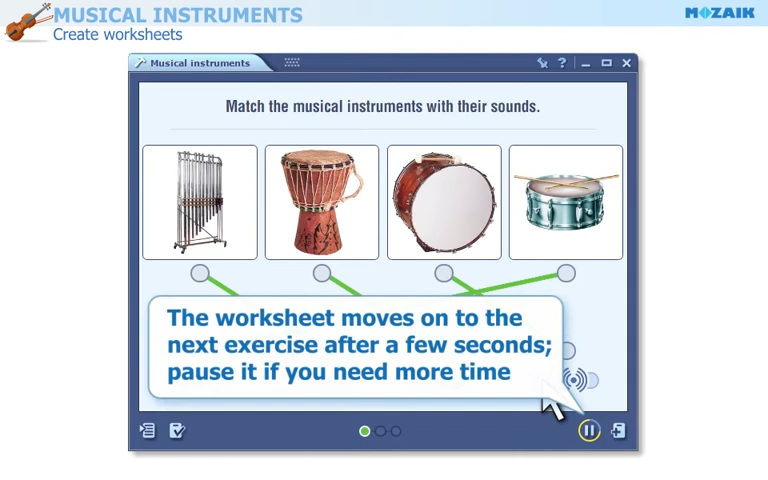 MUSICAL INSTRUMENTS
Create worksheets
MOZAIK
Musical instruments
?
Match the musical instruments with their sounds.
The worksheet moves on to the
next exercise after a few seconds;
pause it if you need more time